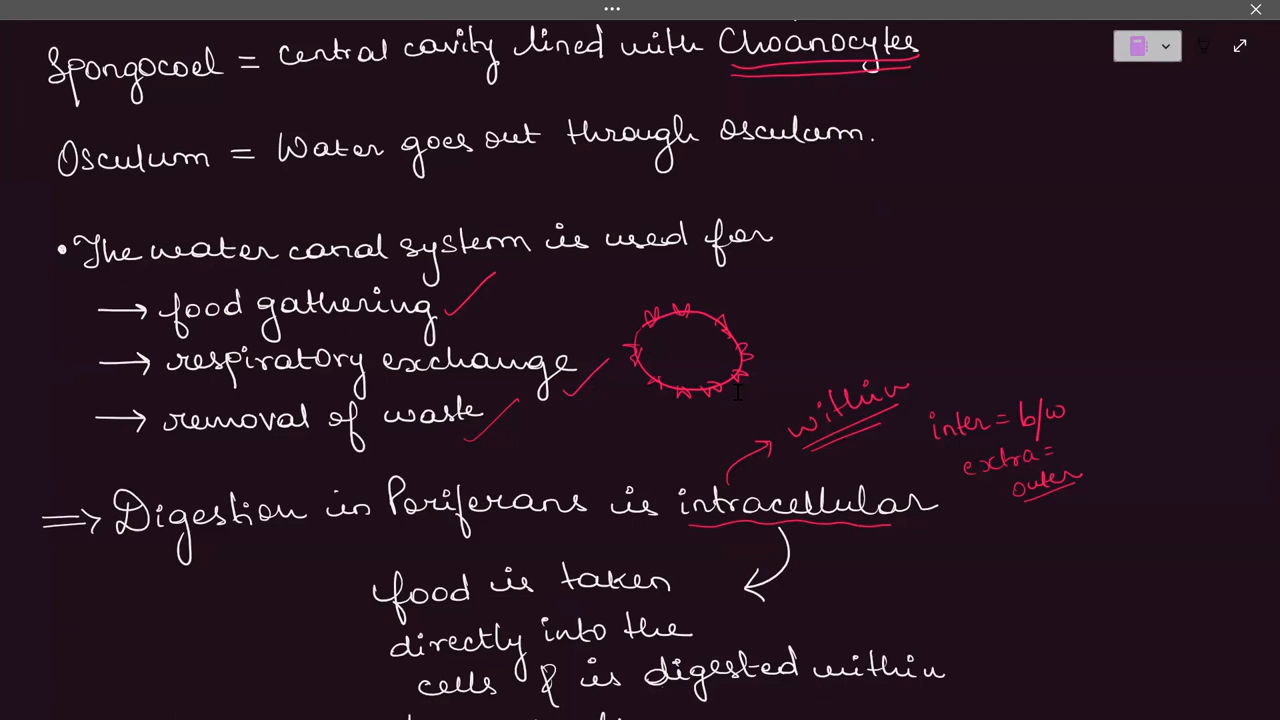 Spongocoel = central cavity lined with Choanocytes
Osculum = Water goes out through osculum.
• The water canal system is used for
→ food gathering ✓
→ respiratory exchange ✓
→ removal of waste ✓
within
inter = b/w
extra =
outer
⇒ Digestion in Poriferans is intracellular
food is taken
directly into the
cells & is digested within